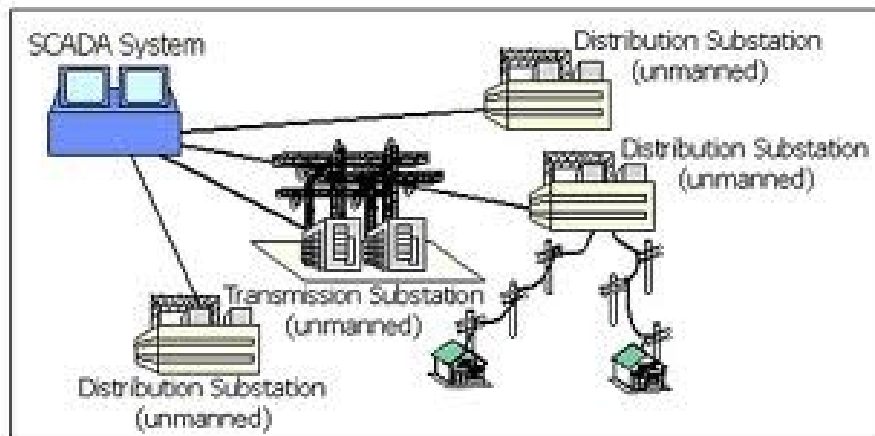 SCADA System
Distribution Substation
(unmanned)
Distribution Substation
(unmanned)
Transmission Substation
(unmanned)
Distribution Substation
(unmanned)